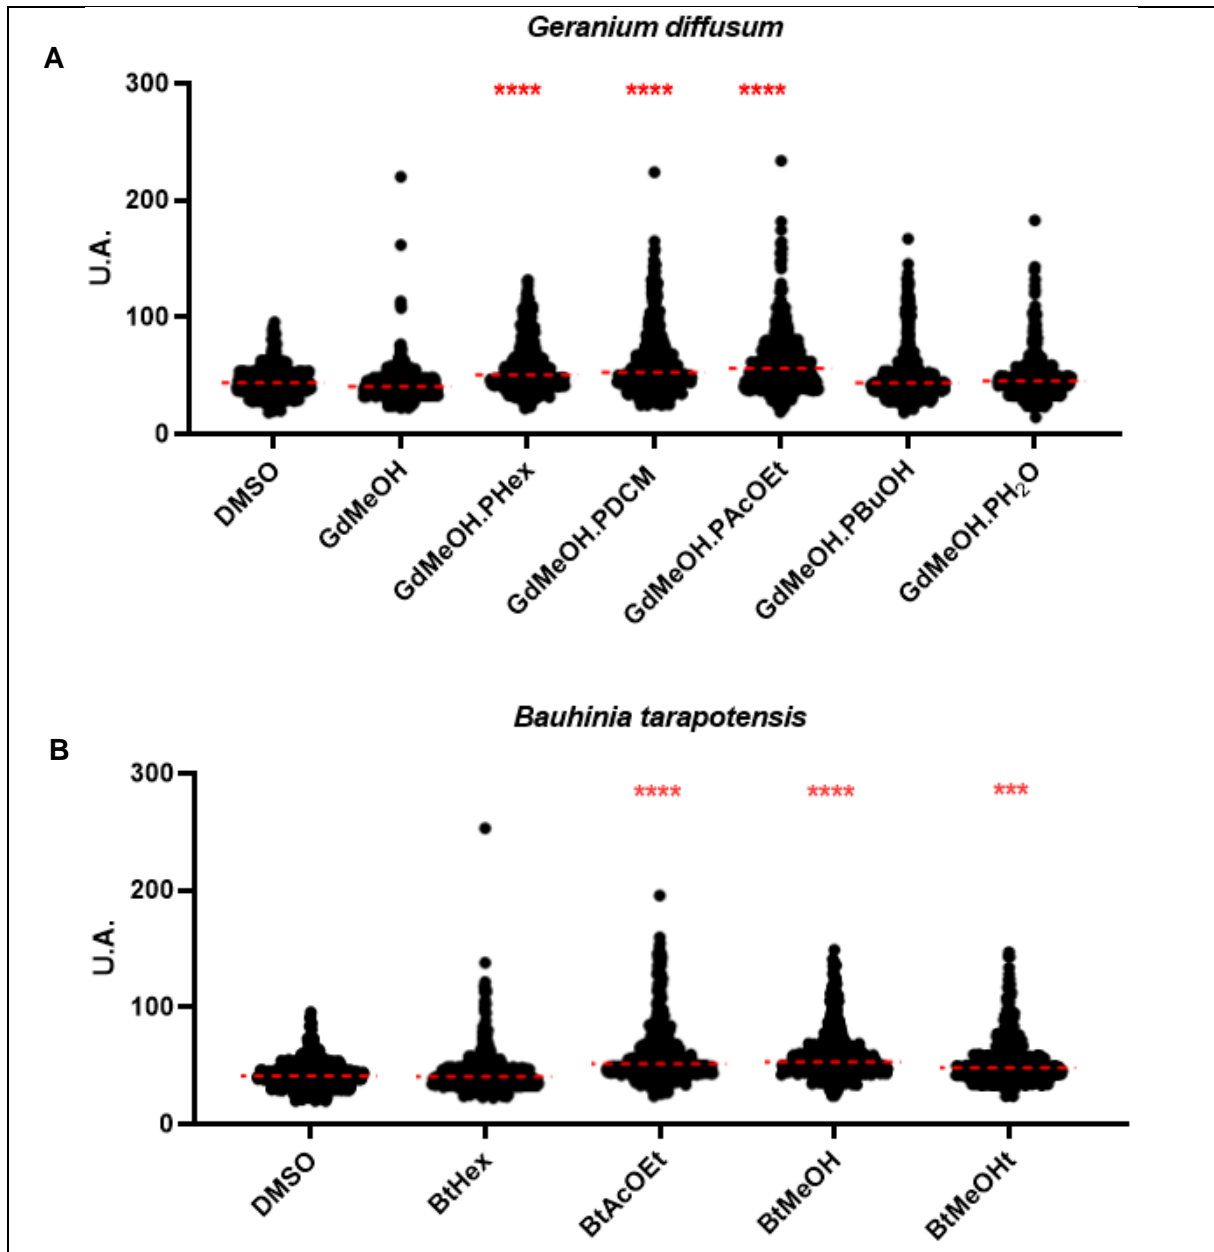 Geranium diffusum
A
300
200
100
0
U.A.
****
****
****
DMSO
GdMeOH
GdMeOH.PHex
GdMeOH.PDCM
GdMeOH.PAcOEt
GdMeOH.PBuOH
GdMeOH.PH₂O
Bauhinia tarapotensis
B
300
200
100
0
U.A.
****
****
***
DMSO
BtHex
BtAcOEt
BtMeOH
BtMeOHt